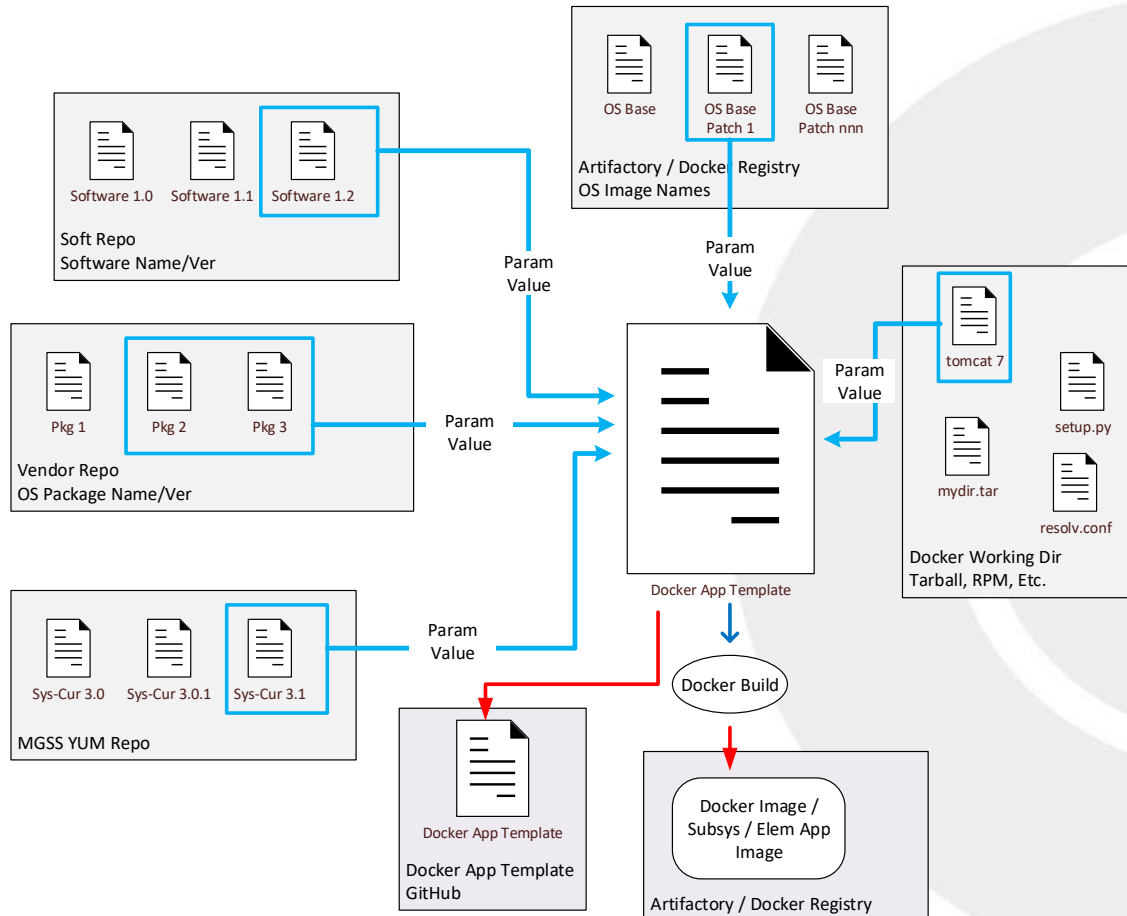 OS Base
OS Base
Patch 1
OS Base
Patch nnn
Artifactory / Docker Registry
OS Image Names
Software 1.0
Software 1.1
Software 1.2
Soft Repo
Software Name/Ver
Param
Value
Param
Value
tomcat 7
setup.py
mydir.tar
resolv.conf
Docker Working Dir
Tarball, RPM, Etc.
Param
Value
Pkg 1
Pkg 2
Pkg 3
Vendor Repo
OS Package Name/Ver
Param
Value
Docker App Template
Sys-Cur 3.0
Sys-Cur 3.0.1
Sys-Cur 3.1
MGSS YUM Repo
Param
Value
Docker Build
Docker App Template
Docker App Template
GitHub
Docker Image /
Subsys / Elem App
Image
Artifactory / Docker Registry